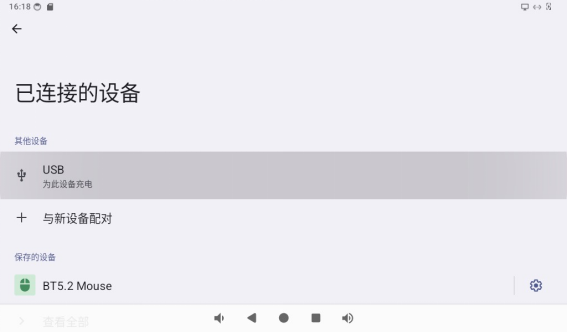 16:18
已连接的设备
其他设备
USB
为此设备充电
与新设备配对
保存的设备
BT5.2 Mouse
查看全部